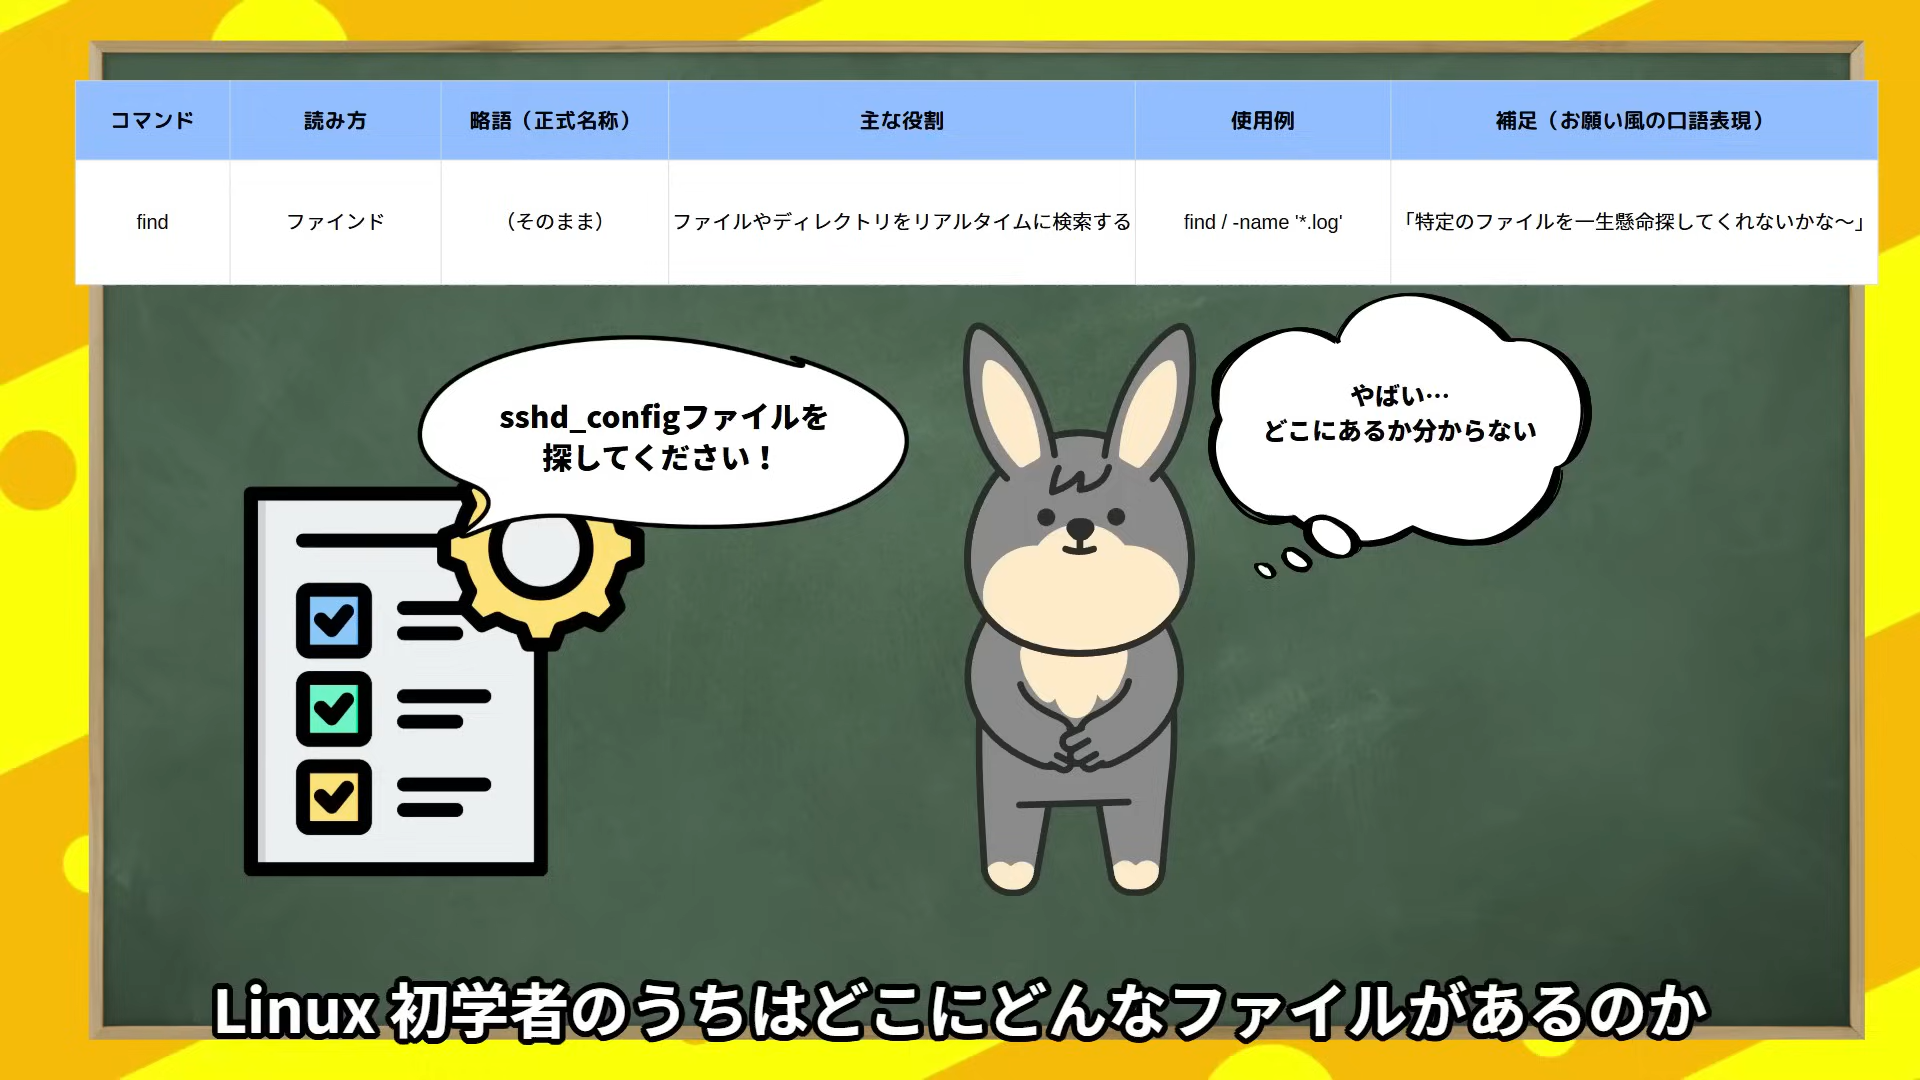 コマンド 読み方 略語（正式名称） 主な役割 使用例 補足（お願い風の口語表現）
find ファインド （そのまま） ファイルやディレクトリをリアルタイムに検索する find / -name '*.log' 「特定のファイルを一生懸命探してくれないかな〜」
sshd_configファイルを
探してください！
やばい…
どこにあるか分からない
Linux 初学者のうちはどこにどんなファイルがあるのか